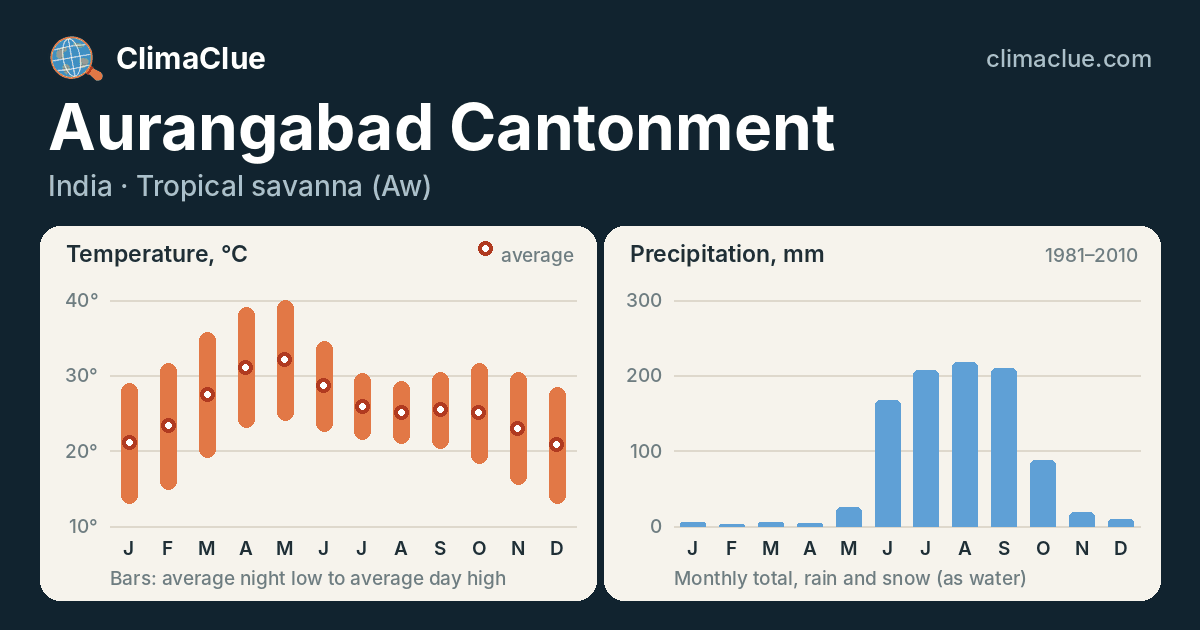 ClimaClue
climaclue.com
Aurangabad Cantonment
India · Tropical savanna (Aw)
Temperature, °C
average
40°
30°
20°
10°
J F M A M J J A S O N D
Bars: average night low to average day high
Precipitation, mm
1981–2010
300
200
100
0
J F M A M J J A S O N D
Monthly total, rain and snow (as water)